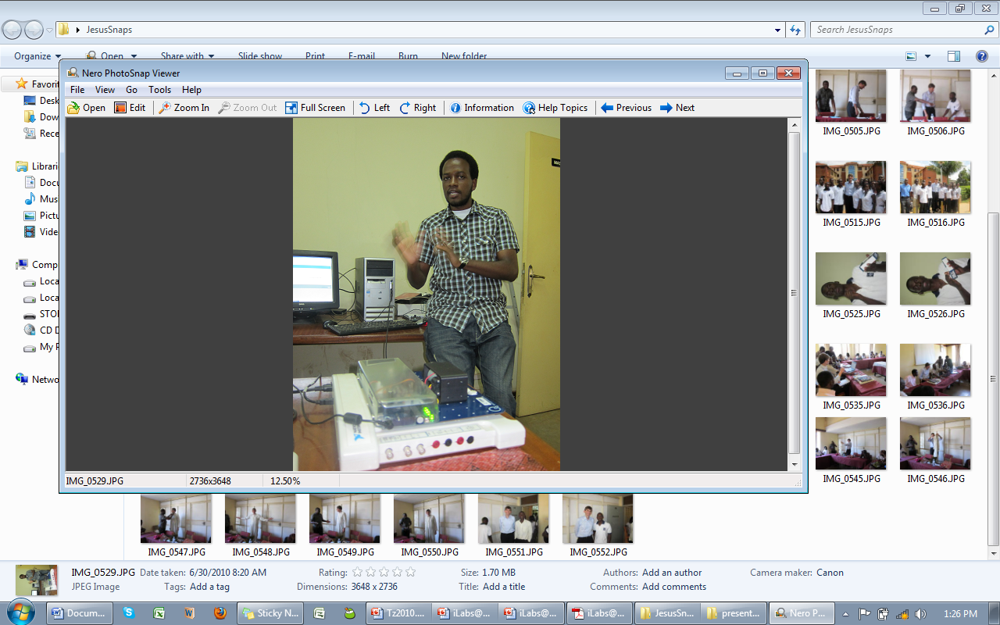 JesusSnaps
Search JesusSnaps
Organize Open Share with Slide show Print E-mail Burn New folder
Nero PhotoSnap Viewer
File View Go Tools Help
Open Edit Zoom In Zoom Out Full Screen Left Right Information Help Topics Previous Next
Favorit
Desk
Dow
Rece
Librari
Docu
Mus
Pictu
Vide
Comp
Loca
Loca
STO
CD D
My F
Netwo
IMG_0505.JPG IMG_0506.JPG
IMG_0515.JPG IMG_0516.JPG
IMG_0525.JPG IMG_0526.JPG
IMG_0535.JPG IMG_0536.JPG
IMG_0545.JPG IMG_0546.JPG
IMG_0529.JPG 2736x3648 12.50%
IMG_0547.JPG IMG_0548.JPG IMG_0549.JPG IMG_0550.JPG IMG_0551.JPG IMG_0552.JPG
IMG_0529.JPG Date taken: 6/30/2010 8:20 AM Rating: Size: 1.70 MB Authors: Add an author Camera maker: Canon
JPEG Image Tags: Add a tag Dimensions: 3648 x 2736 Title: Add a title Comments: Add comments
Docum... Sticky N... Tz2010.... iLabs@... iLabs@... iLabs@... JesusSn... present... Nero P... 1:26 PM